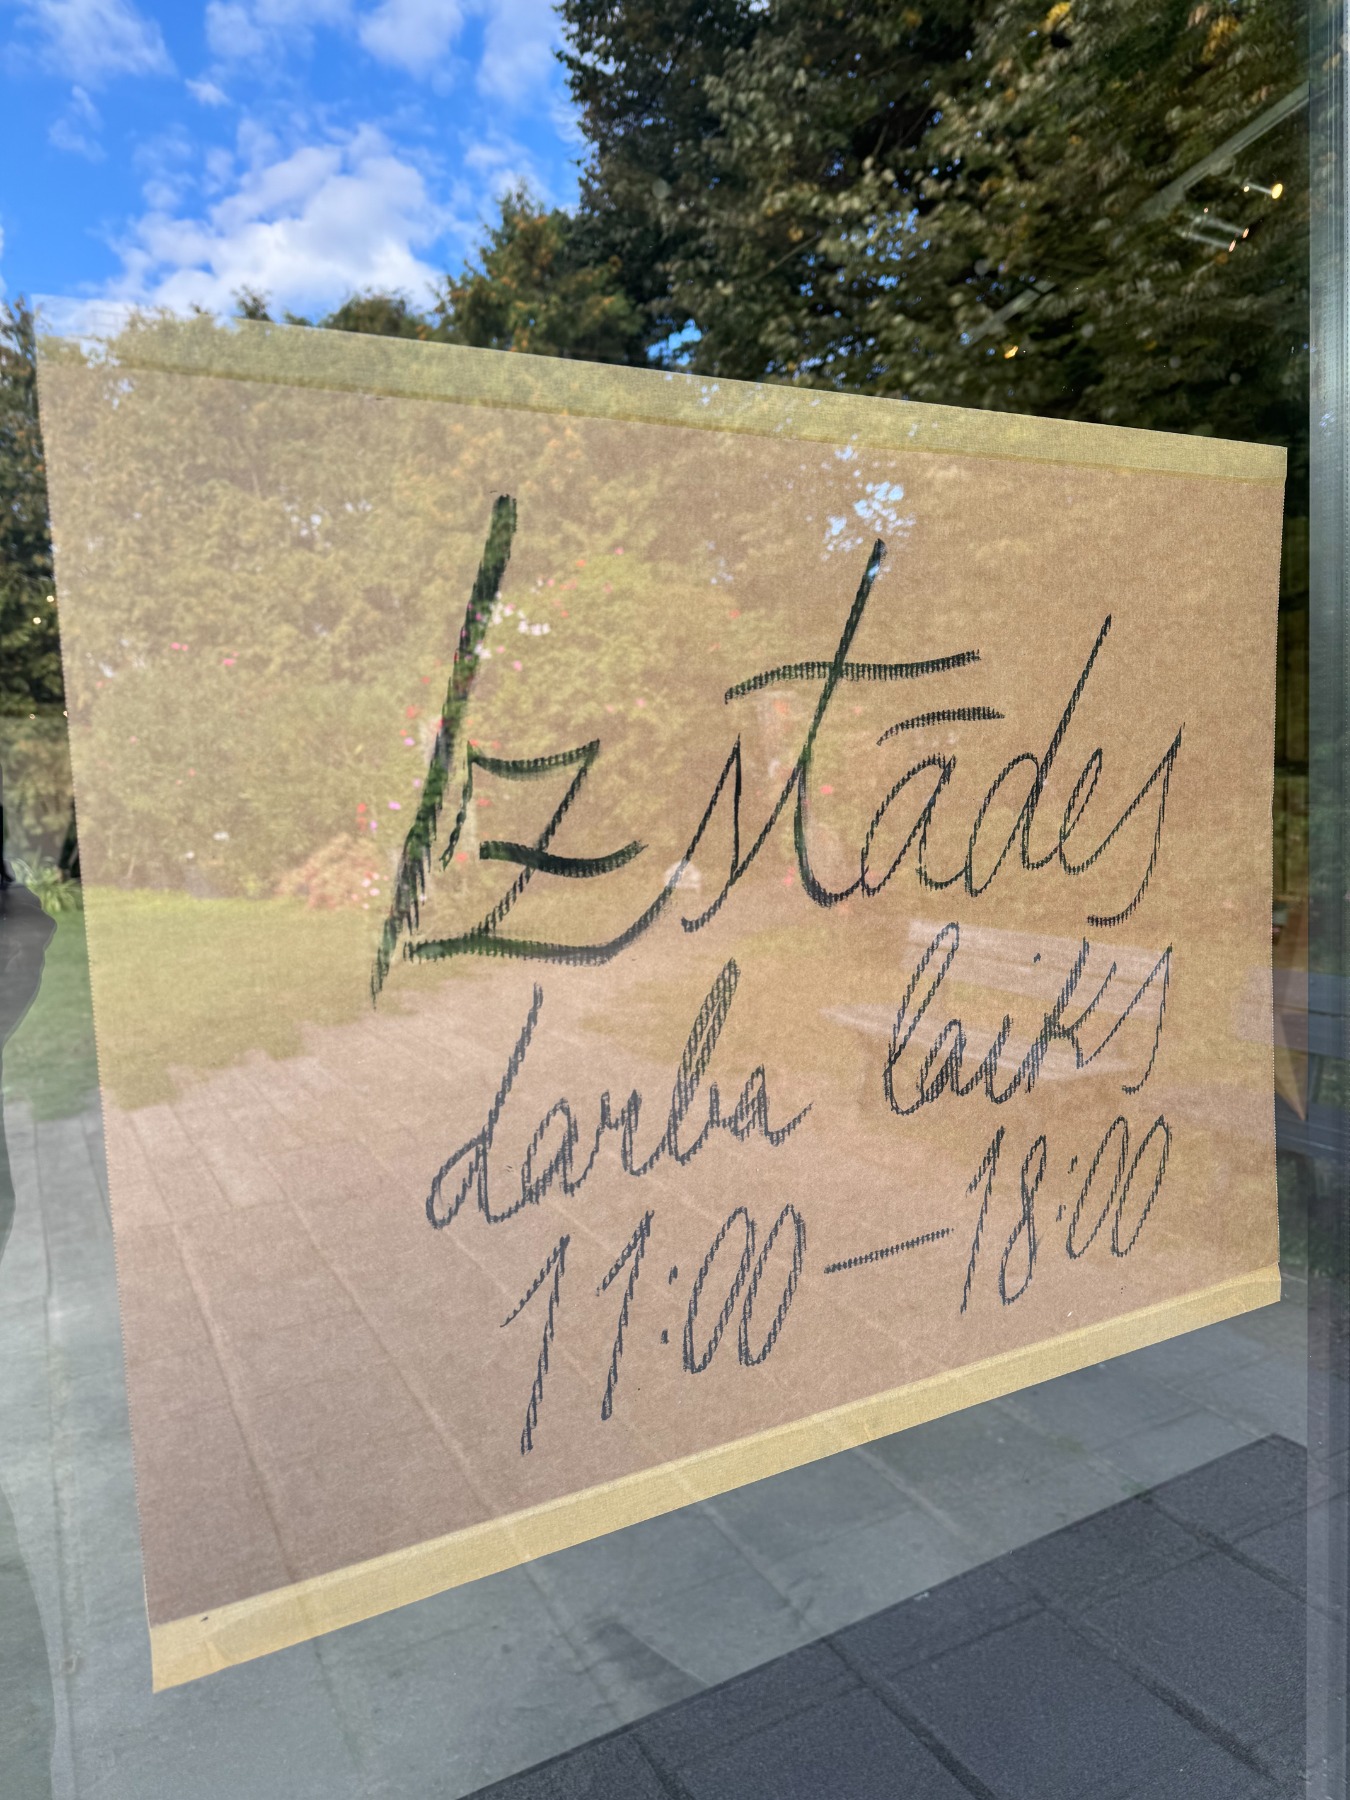 Izstādes
darba laiks
11:00 — 18:00